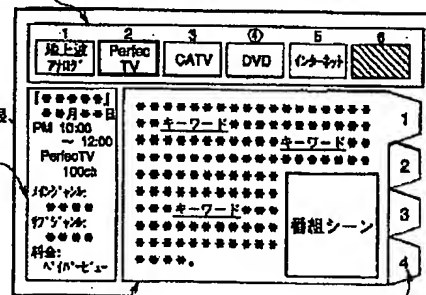 1 2 3 ④ 5 6
地上波 アナログ
Perfec TV
CATV
DVD
インターネット
『*****』
**月**日
PM 10:00
~ 12:00
PerfecTV
100ch
メインジャンル:
****
サブジャンル:
****
料金:
ペイパービュー
キーワード
キーワード
キーワード
番組シーン
1
2
3
4